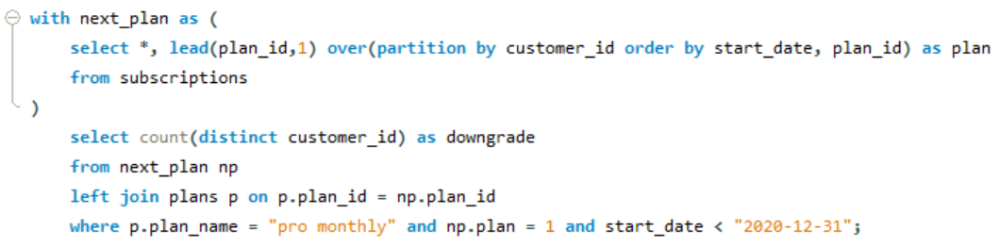 with next_plan as (
select *, lead(plan_id,1) over(partition by customer_id order by start_date, plan_id) as plan
from subscriptions
)
select count(distinct customer_id) as downgrade
from next_plan np
left join plans p on p.plan_id = np.plan_id
where p.plan_name = "pro monthly" and np.plan = 1 and start_date < "2020-12-31";